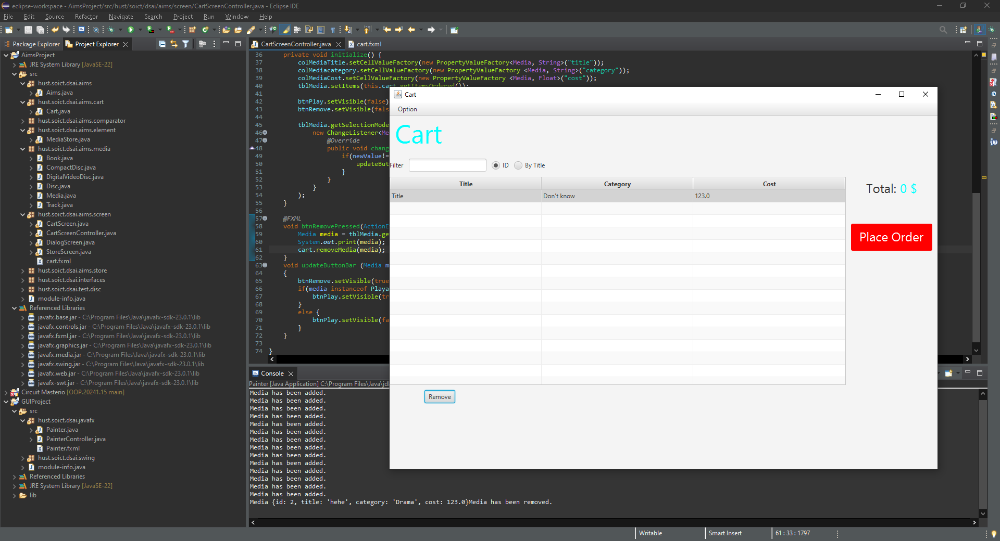 eclipse-workspace - AimsProject/src/hust/soict/dsai/aims/screen/CartScreenController.java - Eclipse IDE
File Edit Source Refactor Navigate Search Project Run Window Help
Package Explorer Project Explorer
AimsProject
JRE System Library [JavaSE-22]
src
hust.soict.dsai.aims
Aims.java
hust.soict.dsai.aims.cart
Cart.java
hust.soict.dsai.aims.comparator
hust.soict.dsai.aims.element
MediaStore.java
hust.soict.dsai.aims.media
Book.java
CompactDisc.java
DigitalVideoDisc.java
Disc.java
Media.java
Track.java
hust.soict.dsai.aims.screen
CartScreen.java
CartScreenController.java
DialogScreen.java
StoreScreen.java
cart.fxml
hust.soict.dsai.aims.store
hust.soict.dsai.interfaces
hust.soict.dsai.test.disc
module-info.java
Referenced Libraries
javafx.base.jar - C:\Program Files\Java\javafx-sdk-23.0.1\lib
javafx.controls.jar - C:\Program Files\Java\javafx-sdk-23.0.1\lib
javafx.fxml.jar - C:\Program Files\Java\javafx-sdk-23.0.1\lib
javafx.graphics.jar - C:\Program Files\Java\javafx-sdk-23.0.1\lib
javafx.media.jar - C:\Program Files\Java\javafx-sdk-23.0.1\lib
javafx.swing.jar - C:\Program Files\Java\javafx-sdk-23.0.1\lib
javafx.web.jar - C:\Program Files\Java\javafx-sdk-23.0.1\lib
javafx-swt.jar - C:\Program Files\Java\javafx-sdk-23.0.1\lib
Circuit Masterio [OOP.20241.15 main]
GUIProject
src
hust.soict.dsai.javafx
Painter.java
PainterController.java
Painter.fxml
hust.soict.dsai.swing
module-info.java
Referenced Libraries
JRE System Library [JavaSE-22]
lib
CartScreenController.java cart.fxml
36 private void initialize() {
37 colMediaTitle.setCellValueFactory(new PropertyValueFactory<Media, String>("title"));
38 colMediacategory.setCellValueFactory(new PropertyValueFactory <Media, String>("category"));
39 colMediaCost.setCellValueFactory(new PropertyValueFactory <Media, Float>("cost"));
40 tblMedia.setItems(this.cart.getItemsOrdered());
41
42 btnPlay.setVisible(false)
43 btnRemove.setVisible(fals
44
45 tblMedia.getSelectionMode
46 new ChangeListener<Me
47 @Override
48 public void chang
49 if(newValue!=
50 updateBut
51 }
52 }
53 }
54 );
55 }
56
57 @FXML
58 void btnRemovePressed(ActionE
59 Media media = tblMedia.ge
60 System.out.print(media);
61 cart.removeMedia(media);
62 }
63 void updateButtonBar (Media m
64 {
65 btnRemove.setVisible(true
66 if(media instanceof Playa
67 btnPlay.setVisible(tr
68 }
69 else {
70 btnPlay.setVisible(fa
71 }
72 }
73
74 }
Cart
Option
Cart
Filter ID By Title
Title Category Cost
Title Don't know 123.0
Total: 0 $
Place Order
Remove
Console
Painter [Java Application] C:\Program Files\Java\jd
Media has been added.
Media has been added.
Media has been added.
Media has been added.
Media has been added.
Media has been added.
Media has been added.
Media has been added.
Media has been added.
Media has been added.
Media has been added.
Media has been added.
Media has been added.
Media has been added.
Media {id: 2, title: 'hehe', category: 'Drama', cost: 123.0}Media has been removed.
Writable Smart Insert 61 : 33 : 1797